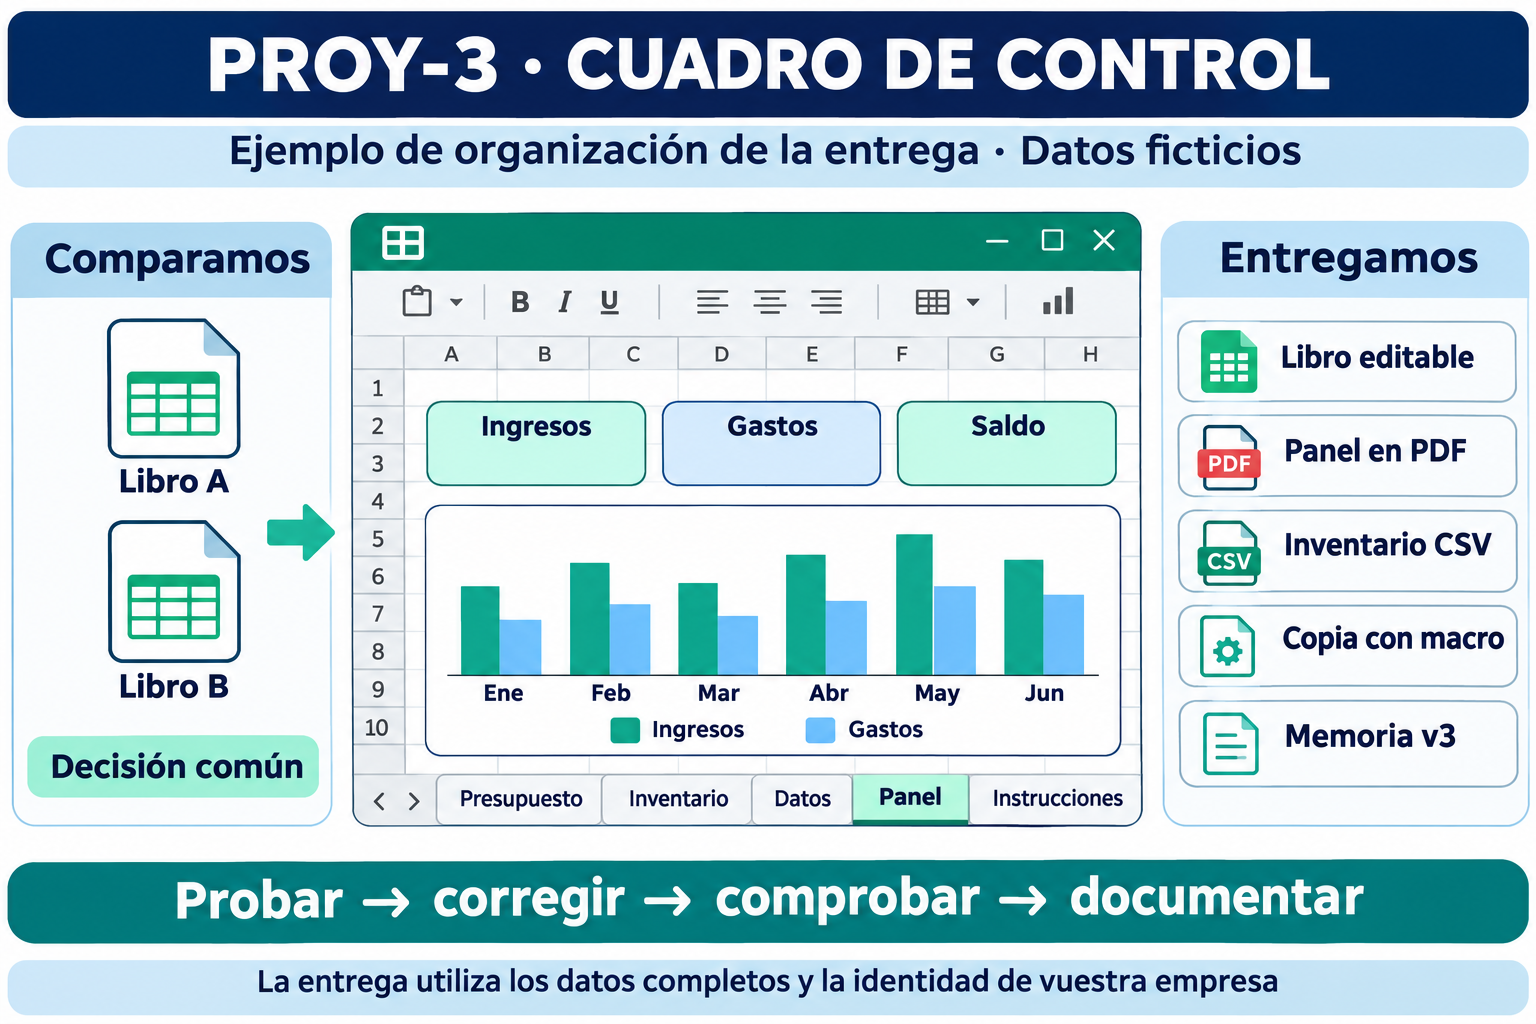 PROY-3 · CUADRO DE CONTROL
Ejemplo de organización de la entrega · Datos ficticios
Comparamos
Libro A
Libro B
Decisión común
B I U
A B C D E F G H
1
2
3
4
5
6
7
8
9
10
Ingresos
Gastos
Saldo
Ene Feb Mar Abr May Jun
Ingresos Gastos
Presupuesto Inventario Datos Panel Instrucciones
Entregamos
Libro editable
PDF Panel en PDF
CSV Inventario CSV
Copia con macro
Memoria v3
Probar → corregir → comprobar → documentar
La entrega utiliza los datos completos y la identidad de vuestra empresa